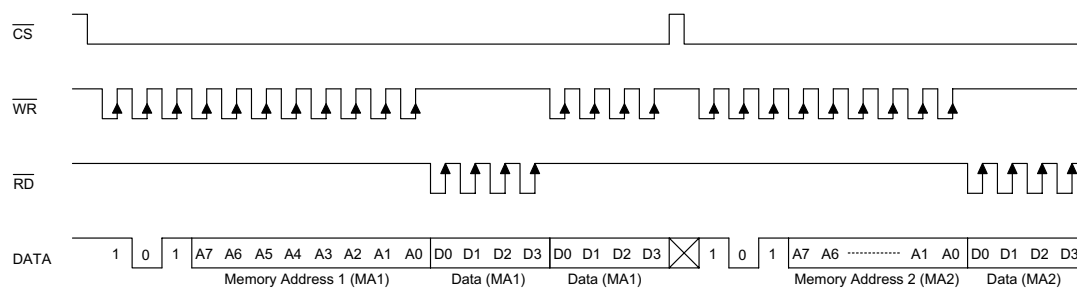 CS
WR
RD
DATA 1 0 1 A7 A6 A5 A4 A3 A2 A1 A0 D0 D1 D2 D3 D0 D1 D2 D3 1 0 1 A7 A6 A1 A0 D0 D1 D2 D3
Memory Address 1 (MA1) Data (MA1) Data (MA1) Memory Address 2 (MA2) Data (MA2)